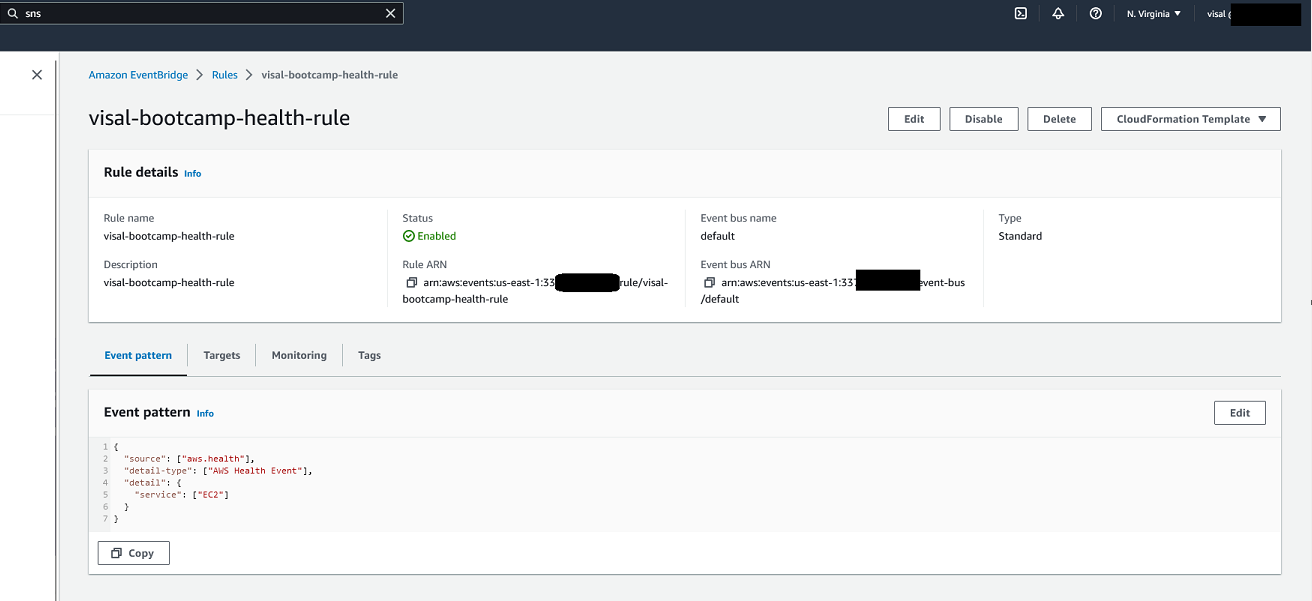 sns
N. Virginia
visal @
Amazon EventBridge > Rules > visal-bootcamp-health-rule
visal-bootcamp-health-rule
Edit
Disable
Delete
CloudFormation Template
Rule details Info
Rule name
visal-bootcamp-health-rule
Description
visal-bootcamp-health-rule
Status
Enabled
Rule ARN
arn:aws:events:us-east-1:33 rule/visal-
bootcamp-health-rule
Event bus name
default
Event bus ARN
arn:aws:events:us-east-1:337 event-bus
/default
Type
Standard
Event pattern
Targets
Monitoring
Tags
Event pattern Info
Edit
1 {
2 "source": ["aws.health"],
3 "detail-type": ["AWS Health Event"],
4 "detail": {
5 "service": ["EC2"]
6 }
7 }
Copy